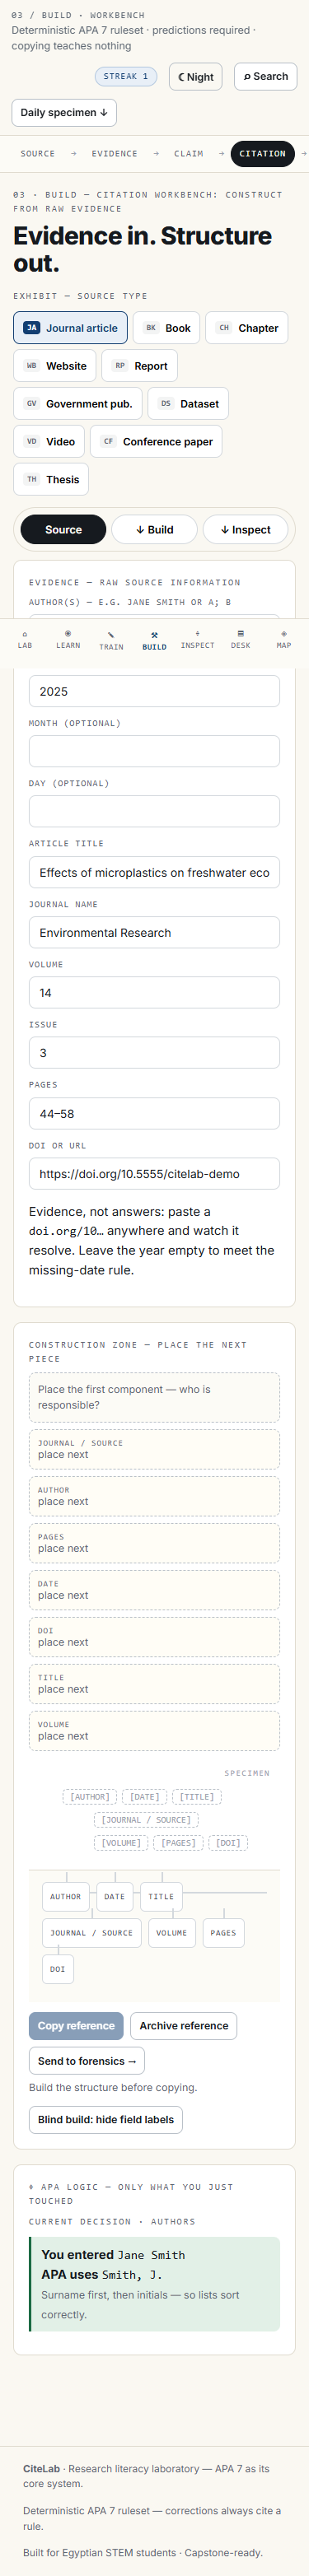 03 / BUILD · WORKBENCH
Deterministic APA 7 ruleset · predictions required ·
copying teaches nothing
STREAK 1
☾ Night
⌕ Search
Daily specimen ↓
SOURCE → EVIDENCE → CLAIM → CITATION →
03 · BUILD — CITATION WORKBENCH: CONSTRUCT
FROM RAW EVIDENCE
Evidence in. Structure
out.
EXHIBIT — SOURCE TYPE
JA Journal article
BK Book
CH Chapter
WB Website
RP Report
GV Government pub.
DS Dataset
VD Video
CF Conference paper
TH Thesis
Source
↓ Build
↓ Inspect
EVIDENCE — RAW SOURCE INFORMATION
AUTHOR(S) — E.G. JANE SMITH OR A; B
LAB
LEARN
TRAIN
BUILD
INSPECT
DESK
MAP
2025
MONTH (OPTIONAL)
DAY (OPTIONAL)
ARTICLE TITLE
Effects of microplastics on freshwater eco
JOURNAL NAME
Environmental Research
VOLUME
14
ISSUE
3
PAGES
44–58
DOI OR URL
https://doi.org/10.5555/citelab-demo
Evidence, not answers: paste a
doi.org/10… anywhere and watch it
resolve. Leave the year empty to meet the
missing-date rule.
CONSTRUCTION ZONE — PLACE THE NEXT
PIECE
Place the first component — who is
responsible?
JOURNAL / SOURCE
place next
AUTHOR
place next
PAGES
place next
DATE
place next
DOI
place next
TITLE
place next
VOLUME
place next
SPECIMEN
[AUTHOR] [DATE] [TITLE]
[JOURNAL / SOURCE]
[VOLUME] [PAGES] [DOI]
AUTHOR DATE TITLE
JOURNAL / SOURCE VOLUME PAGES
DOI
Copy reference
Archive reference
Send to forensics →
Build the structure before copying.
Blind build: hide field labels
⌖ APA LOGIC — ONLY WHAT YOU JUST
TOUCHED
CURRENT DECISION · AUTHORS
You entered Jane Smith
APA uses Smith, J.
Surname first, then initials — so lists sort
correctly.
CiteLab · Research literacy laboratory — APA 7 as its
core system.
Deterministic APA 7 ruleset — corrections always cite a
rule.
Built for Egyptian STEM students · Capstone-ready.